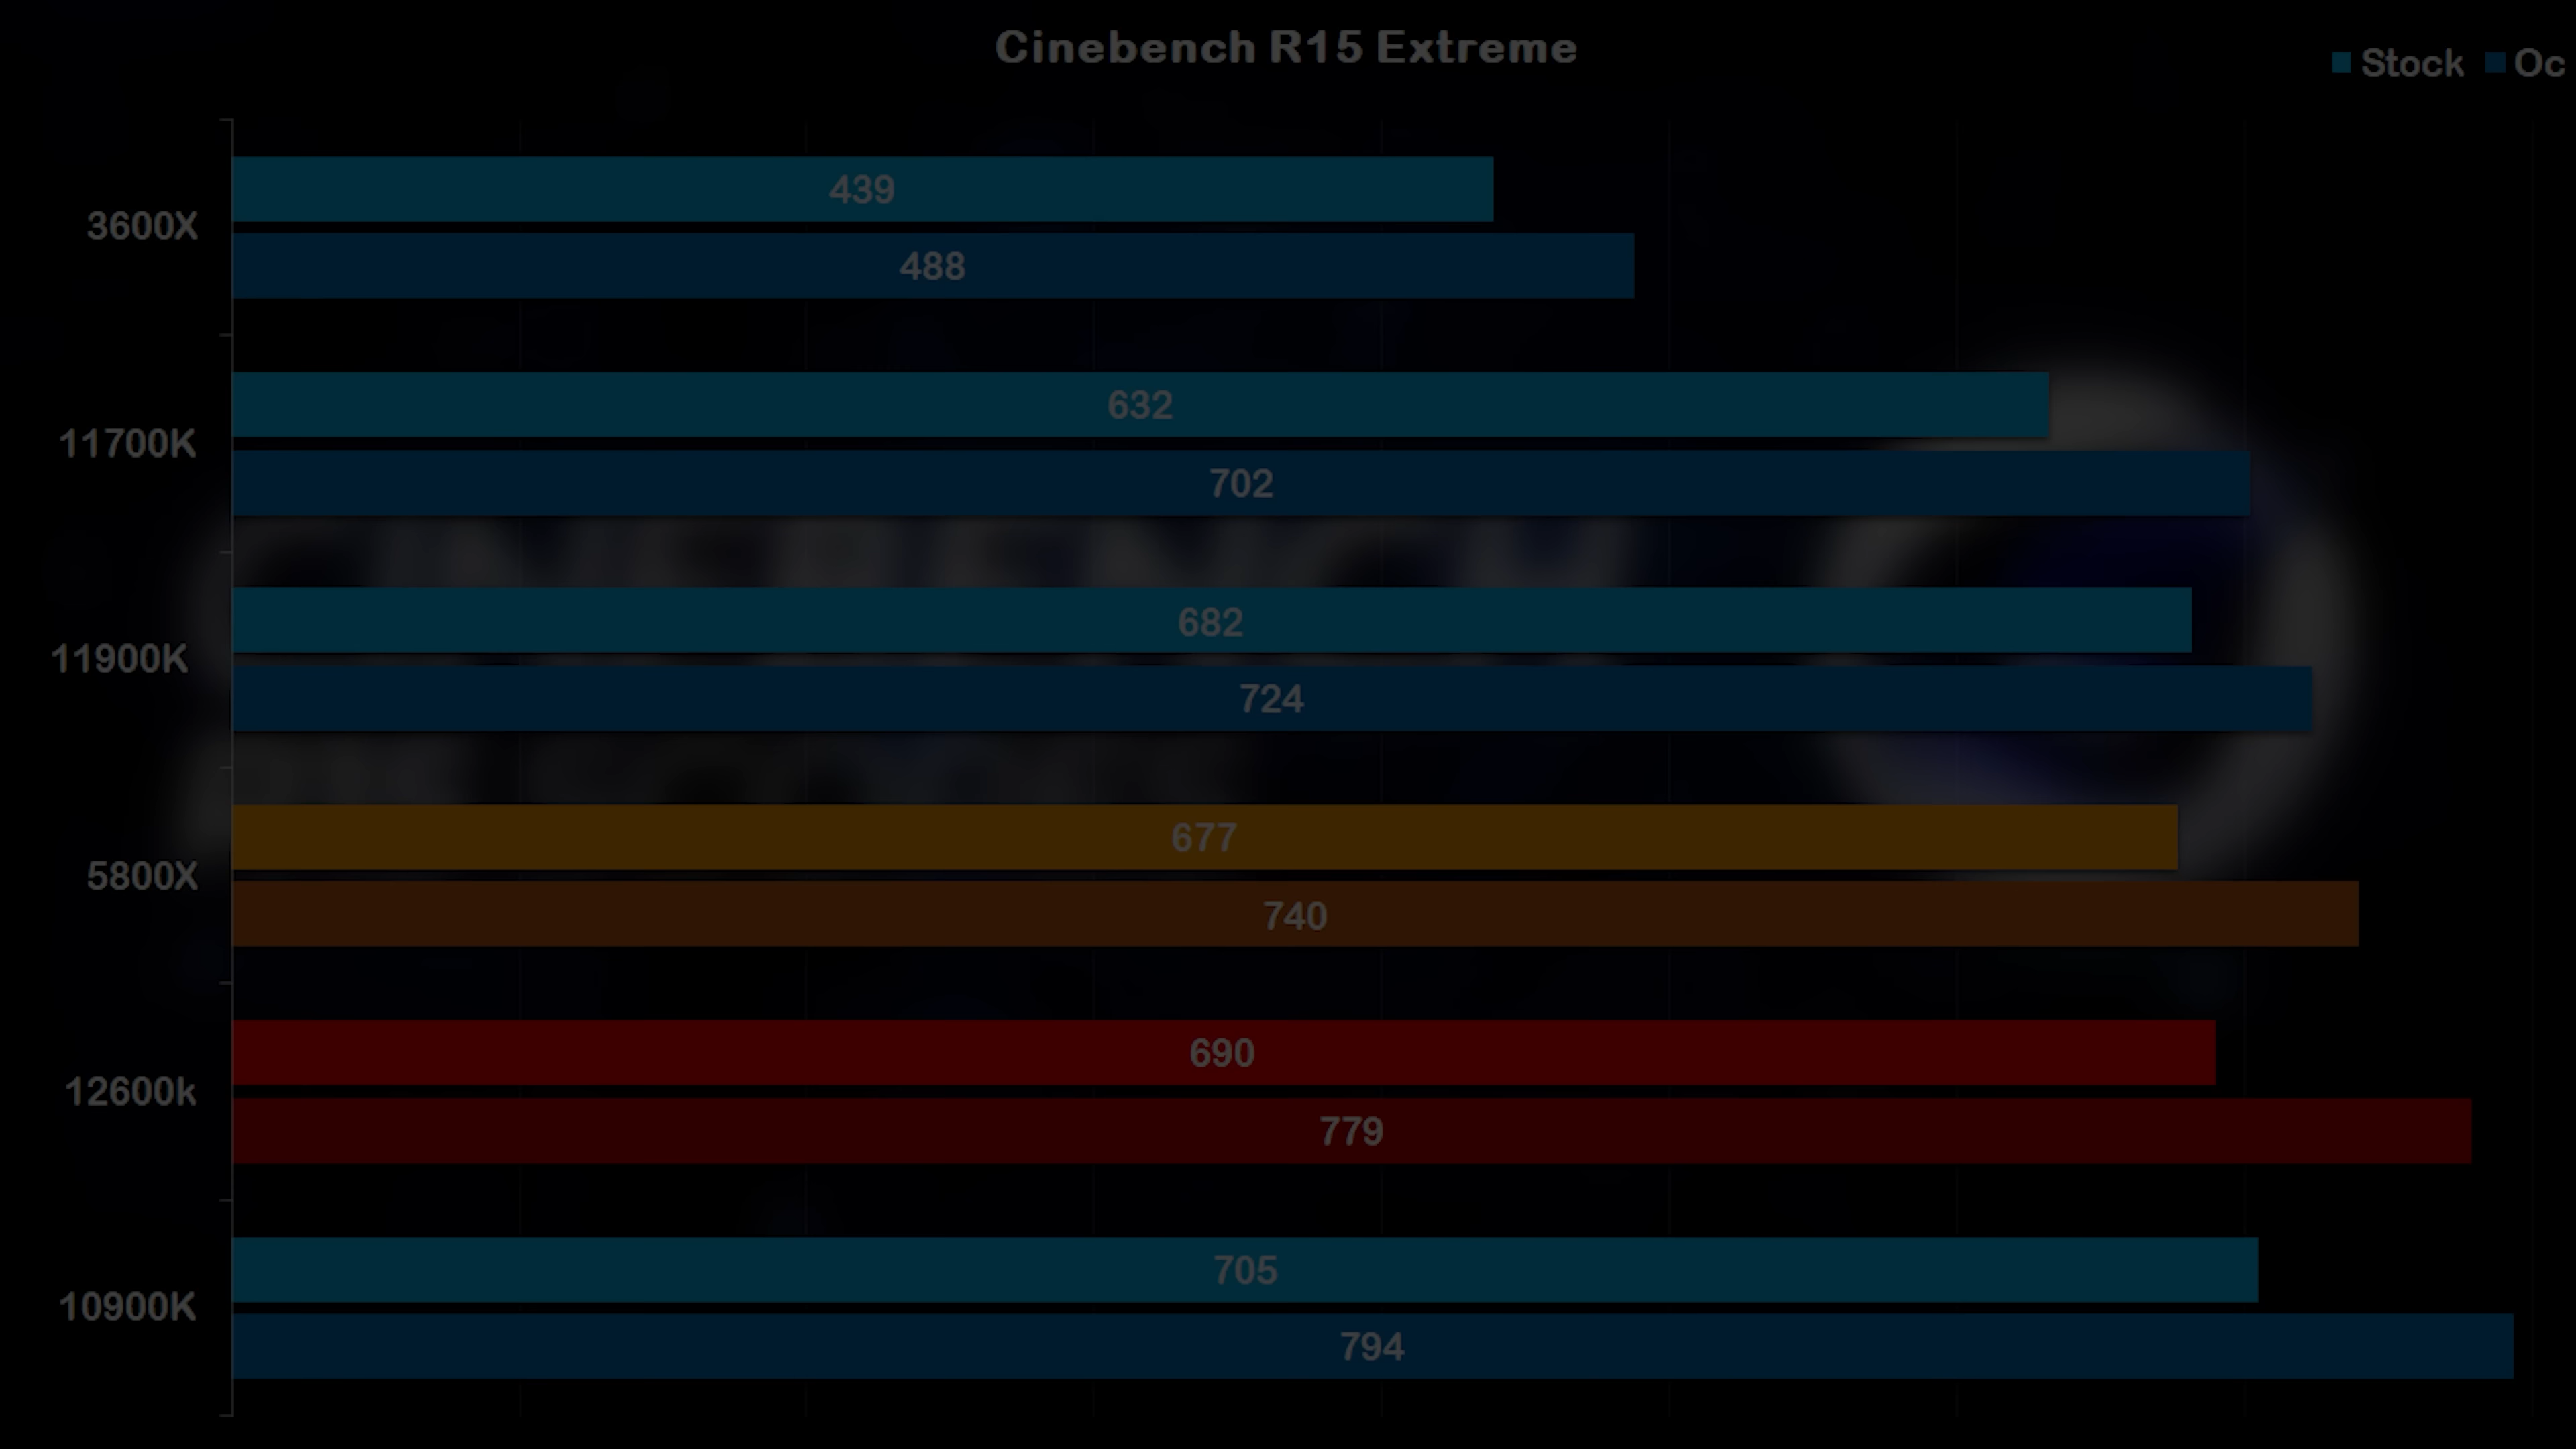 Cinebench R15 Extreme
Stock Oc
439
3600X
488
632
11700K
702
682
11900K
724
677
5800X
740
690
12600k
779
705
10900K
794